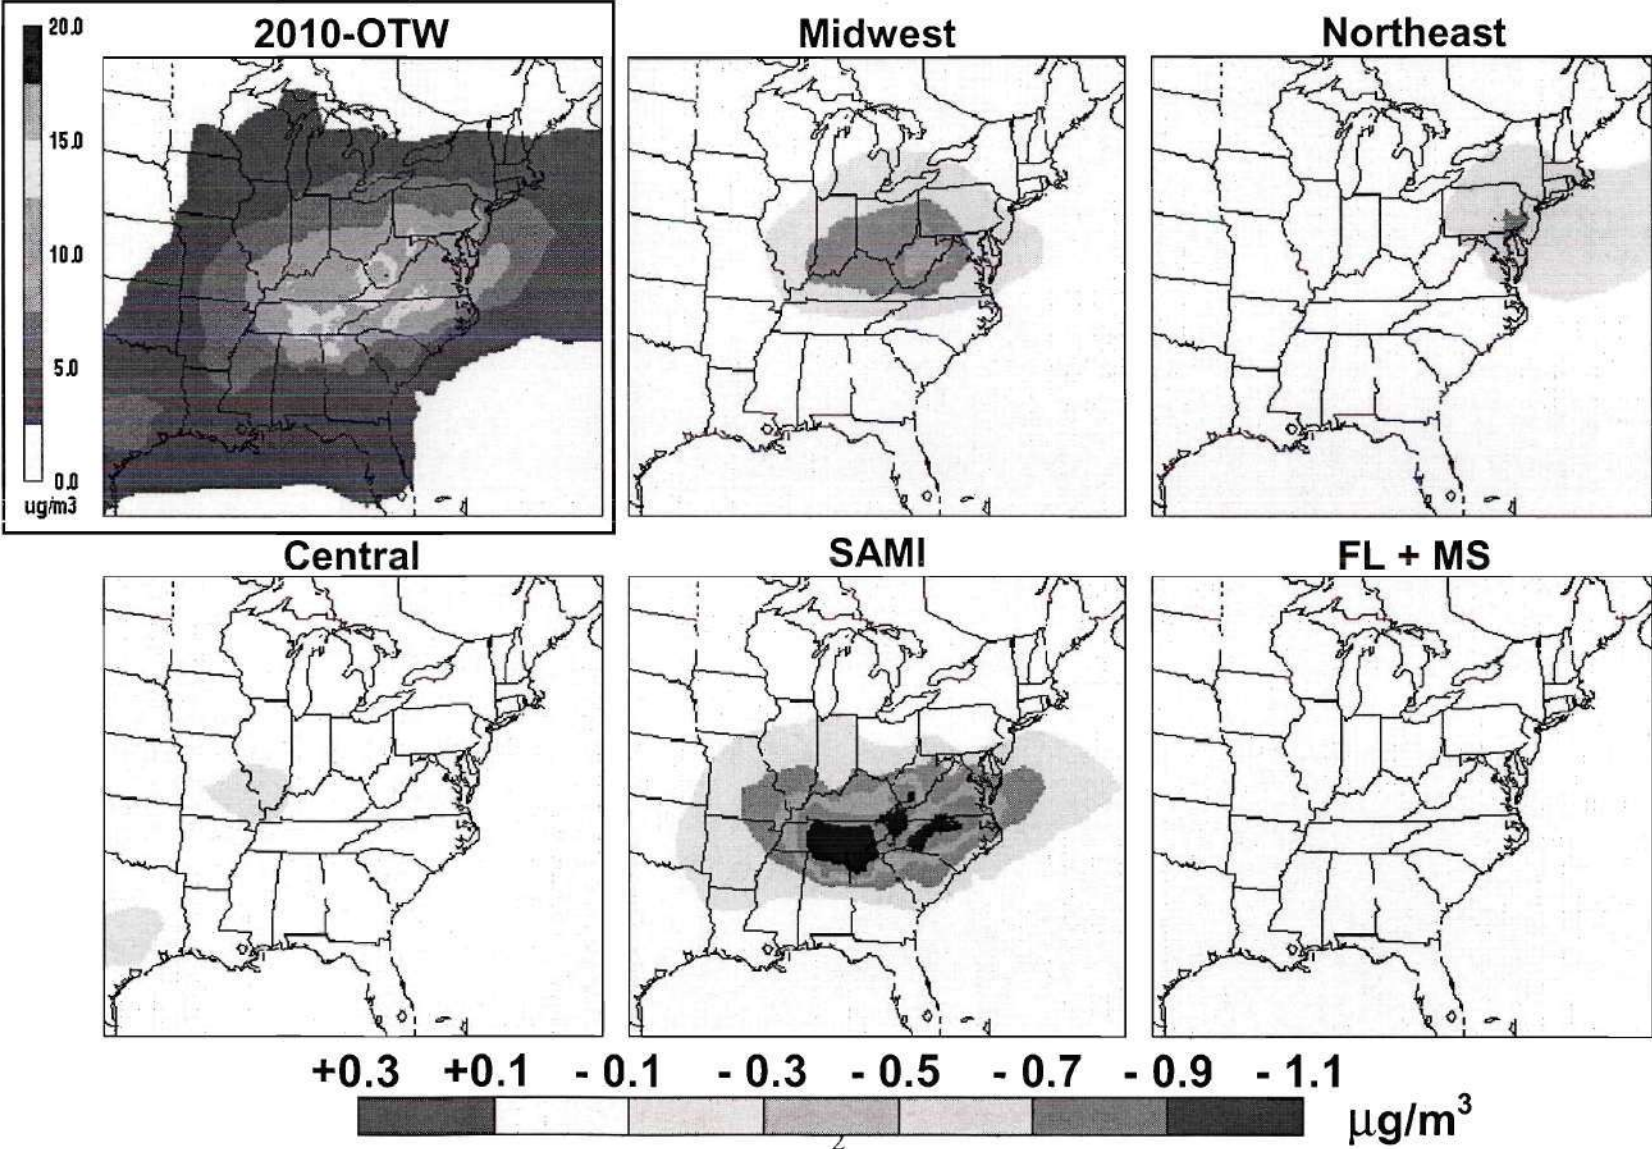 2010-OTW
Midwest
Northeast
20.0
15.0
10.0
5.0
0.0
ug/m3
Central
SAMI
FL + MS
+0.3 +0.1 - 0.1 - 0.3 - 0.5 - 0.7 - 0.9 - 1.1
µg/m³
2